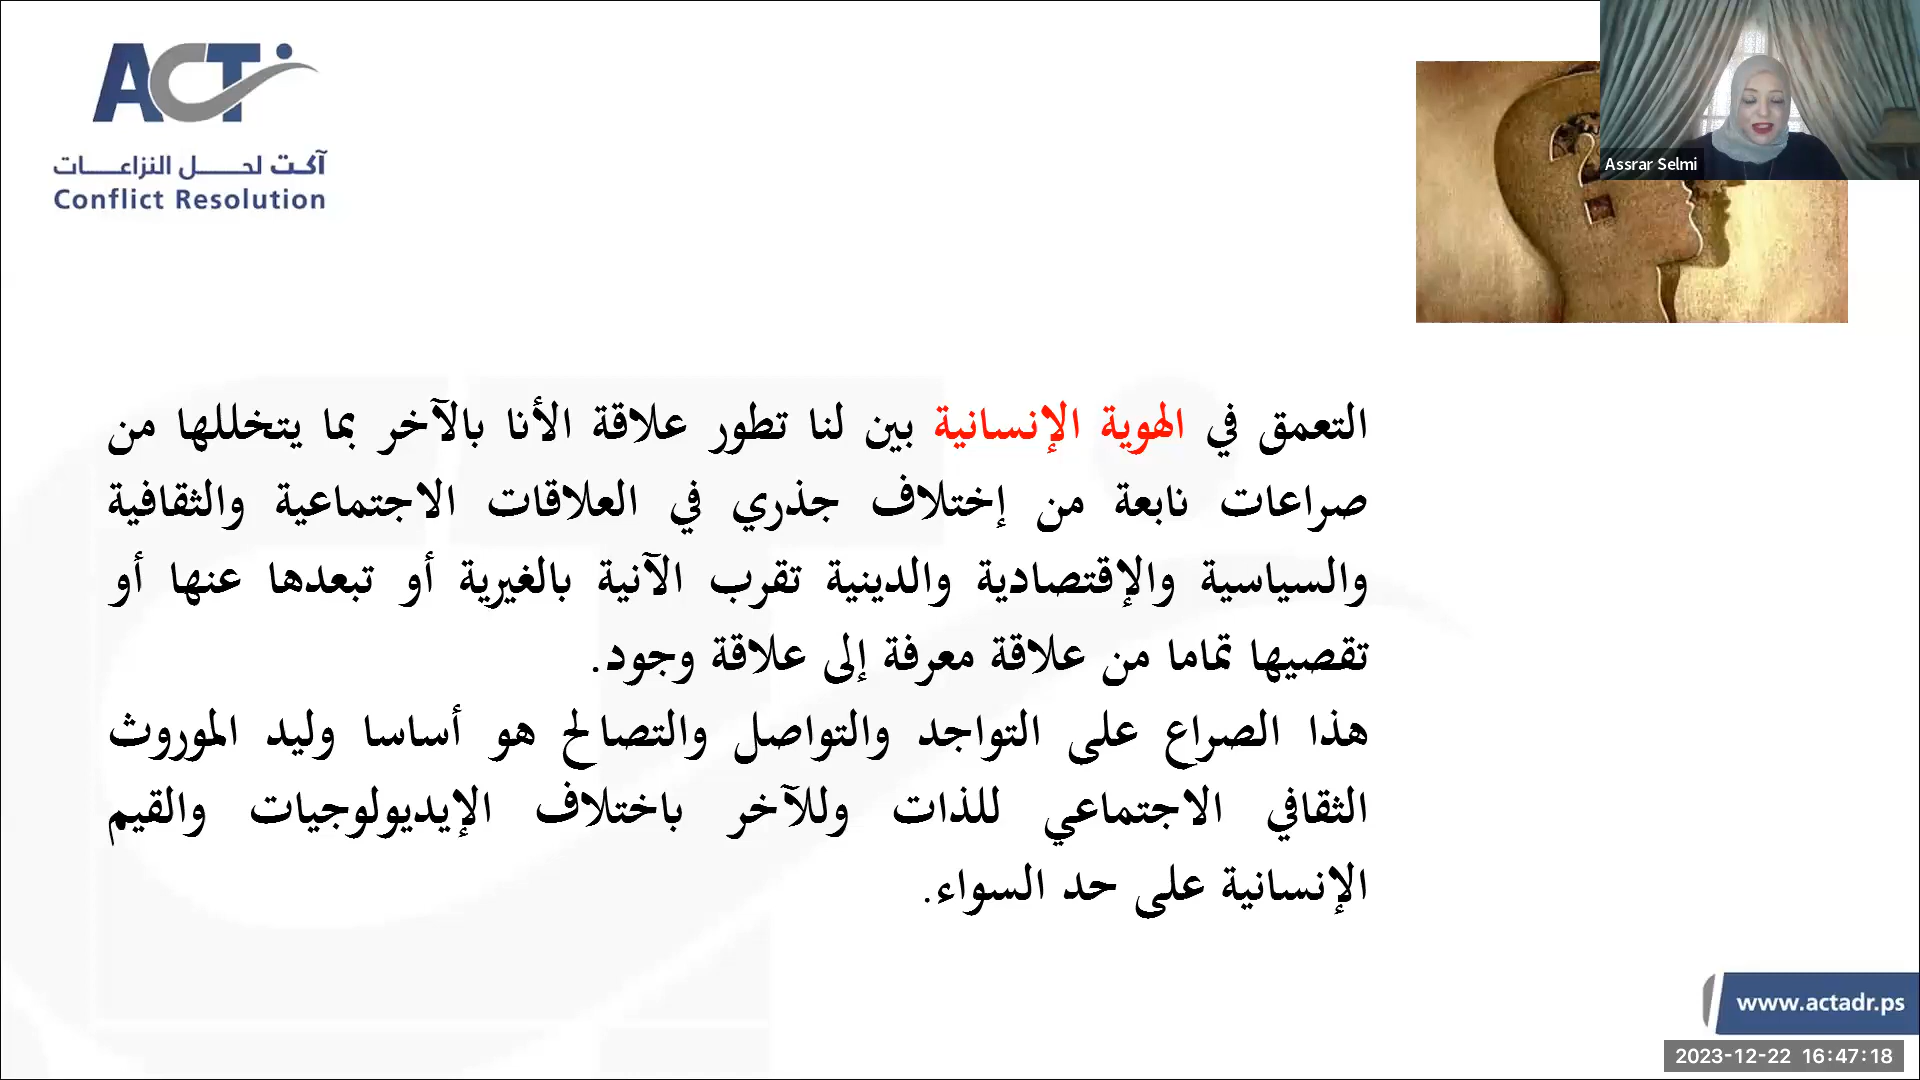 ACT
آكت لحل النزاعات
Conflict Resolution
Assrar Selmi
التعمق في الهوية الإنسانية بين لنا تطور علاقة الأنا بالآخر بما يتخللها من
صراعات نابعة من إختلاف جذري في العلاقات الاجتماعية والثقافية
والسياسية والإقتصادية والدينية تقرب الآنية بالغيرية أو تبعدها عنها أو
تقصيها تماما من علاقة معرفة إلى علاقة وجود.
هذا الصراع على التواجد والتواصل والتصالح هو أساسا وليد الموروث
الثقافي الاجتماعي للذات وللآخر باختلاف الإيديولوجيات والقيم
الإنسانية على حد السواء.
www.actadr.ps
2023-12-22 16:47:18